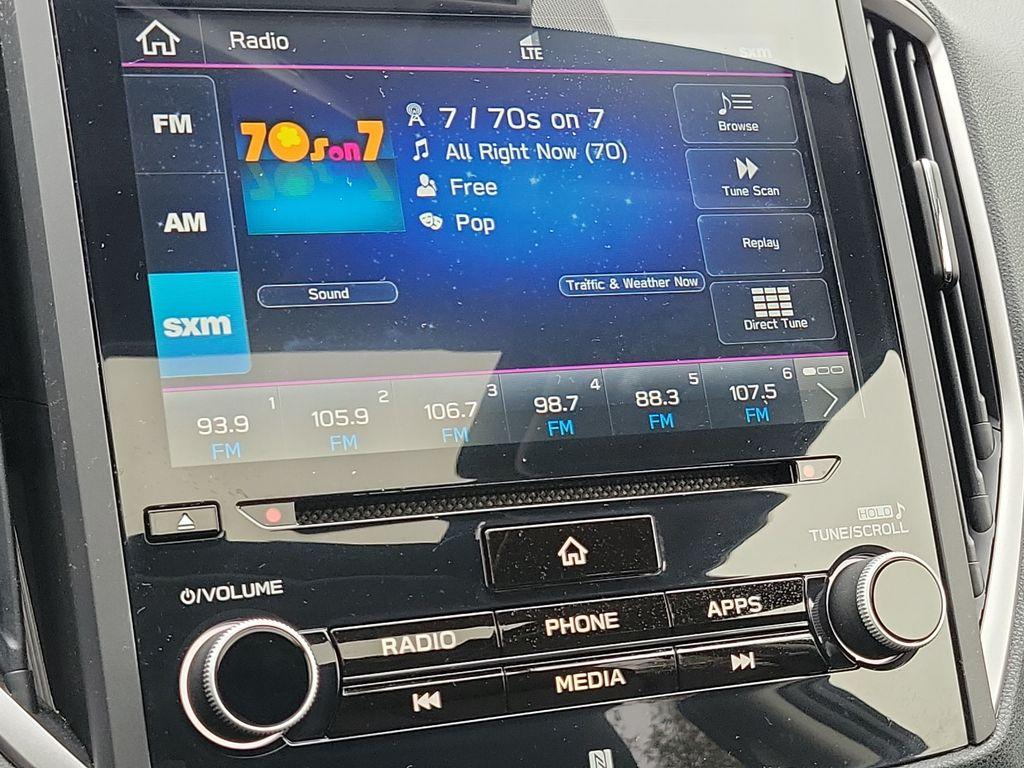 Radio
LTE
sxm
FM
AM
sxm
70s on 7
7 / 70s on 7
All Right Now (70)
Free
Pop
Browse
Tune Scan
Replay
Direct Tune
Sound
Traffic & Weather Now
1
93.9
FM
2
105.9
FM
3
106.7
FM
4
98.7
FM
5
88.3
FM
6
107.5
FM
HOLD
TUNE/SCROLL
/VOLUME
RADIO
PHONE
APPS
MEDIA